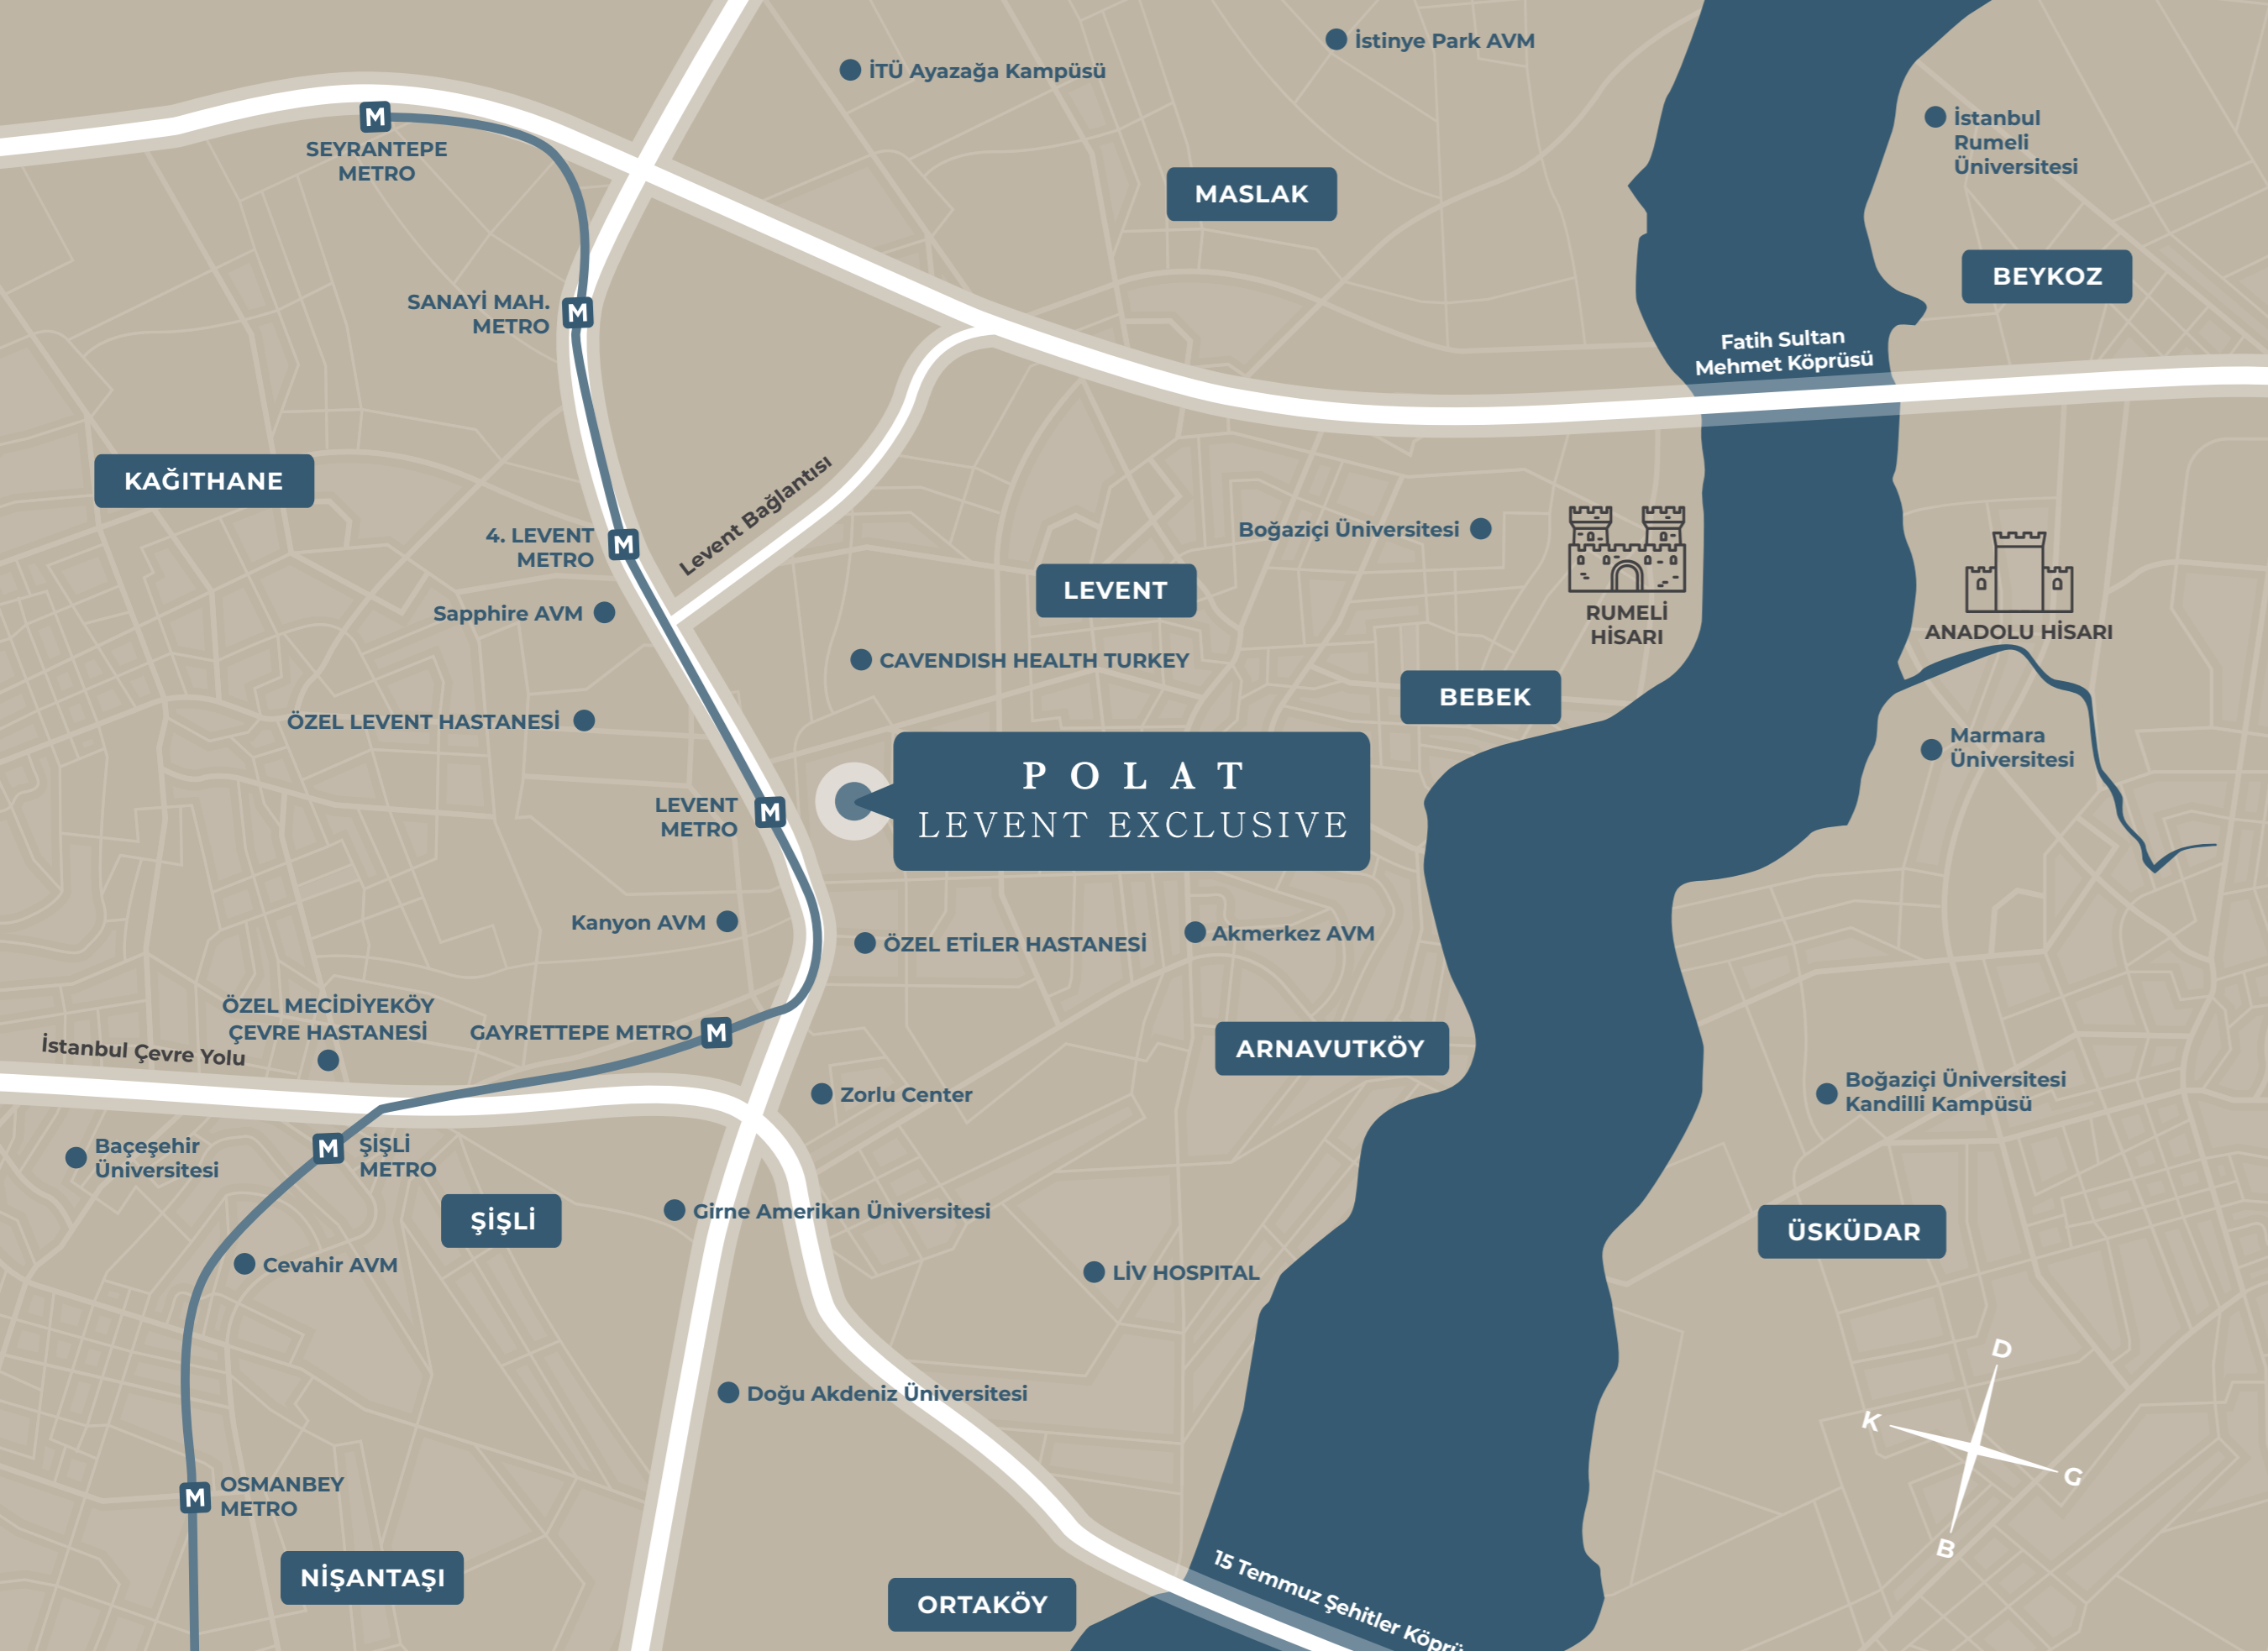 İstinye Park AVM
İTÜ Ayazağa Kampüsü
M
SEYRANTEPE
METRO
İstanbul
Rumeli
Üniversitesi
MASLAK
BEYKOZ
SANAYİ MAH.
METRO
M
Fatih Sultan
Mehmet Köprüsü
KAĞITHANE
Levent Bağlantısı
4. LEVENT
METRO
M
Boğaziçi Üniversitesi
LEVENT
Sapphire AVM
RUMELİ
HİSARI
ANADOLU HİSARI
CAVENDISH HEALTH TURKEY
BEBEK
ÖZEL LEVENT HASTANESİ
Marmara
Üniversitesi
POLAT
LEVENT EXCLUSIVE
LEVENT
METRO
M
Kanyon AVM
ÖZEL ETİLER HASTANESİ
Akmerkez AVM
ÖZEL MECİDİYEKÖY
ÇEVRE HASTANESİ
GAYRETTEPE METRO
M
İstanbul Çevre Yolu
ARNAVUTKÖY
Zorlu Center
Boğaziçi Üniversitesi
Kandilli Kampüsü
Baçeşehir
Üniversitesi
M
ŞİŞLİ
METRO
ŞİŞLİ
Girne Amerikan Üniversitesi
ÜSKÜDAR
Cevahir AVM
LİV HOSPITAL
D
K
G
B
Doğu Akdeniz Üniversitesi
M
OSMANBEY
METRO
NİŞANTAŞI
ORTAKÖY
15 Temmuz Şehitler Köprü